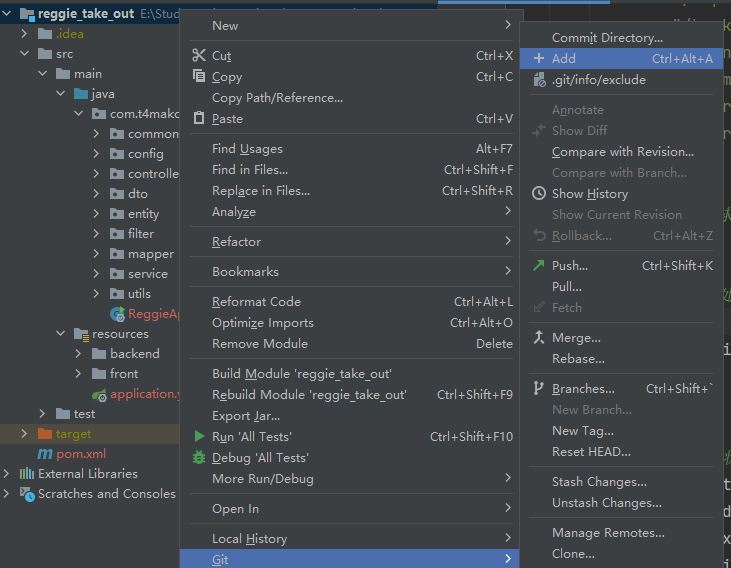 reggie_take_out E:\Stud
.idea
src
main
java
com.t4mako
common
config
controlle
dto
entity
filter
mapper
service
utils
ReggieAp
resources
backend
front
application.y
test
target
pom.xml
External Libraries
Scratches and Consoles
New
Cut Ctrl+X
Copy Ctrl+C
Copy Path/Reference...
Paste Ctrl+V
Find Usages Alt+F7
Find in Files... Ctrl+Shift+F
Replace in Files... Ctrl+Shift+R
Analyze
Refactor
Bookmarks
Reformat Code Ctrl+Alt+L
Optimize Imports Ctrl+Alt+O
Remove Module Delete
Build Module 'reggie_take_out'
Rebuild Module 'reggie_take_out' Ctrl+Shift+F9
Export Jar...
Run 'All Tests' Ctrl+Shift+F10
Debug 'All Tests'
More Run/Debug
Open In
Local History
Git
Commit Directory...
Add Ctrl+Alt+A
.git/info/exclude
Annotate
Show Diff
Compare with Revision...
Compare with Branch...
Show History
Show Current Revision
Rollback... Ctrl+Alt+Z
Push... Ctrl+Shift+K
Pull...
Fetch
Merge...
Rebase...
Branches... Ctrl+Shift+`
New Branch...
New Tag...
Reset HEAD...
Stash Changes...
Unstash Changes...
Manage Remotes...
Clone...